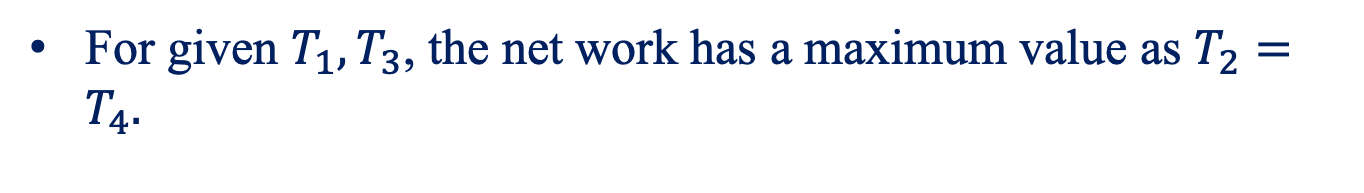 • For given T₁, T₃, the net work has a maximum value as T₂ =
T₄.